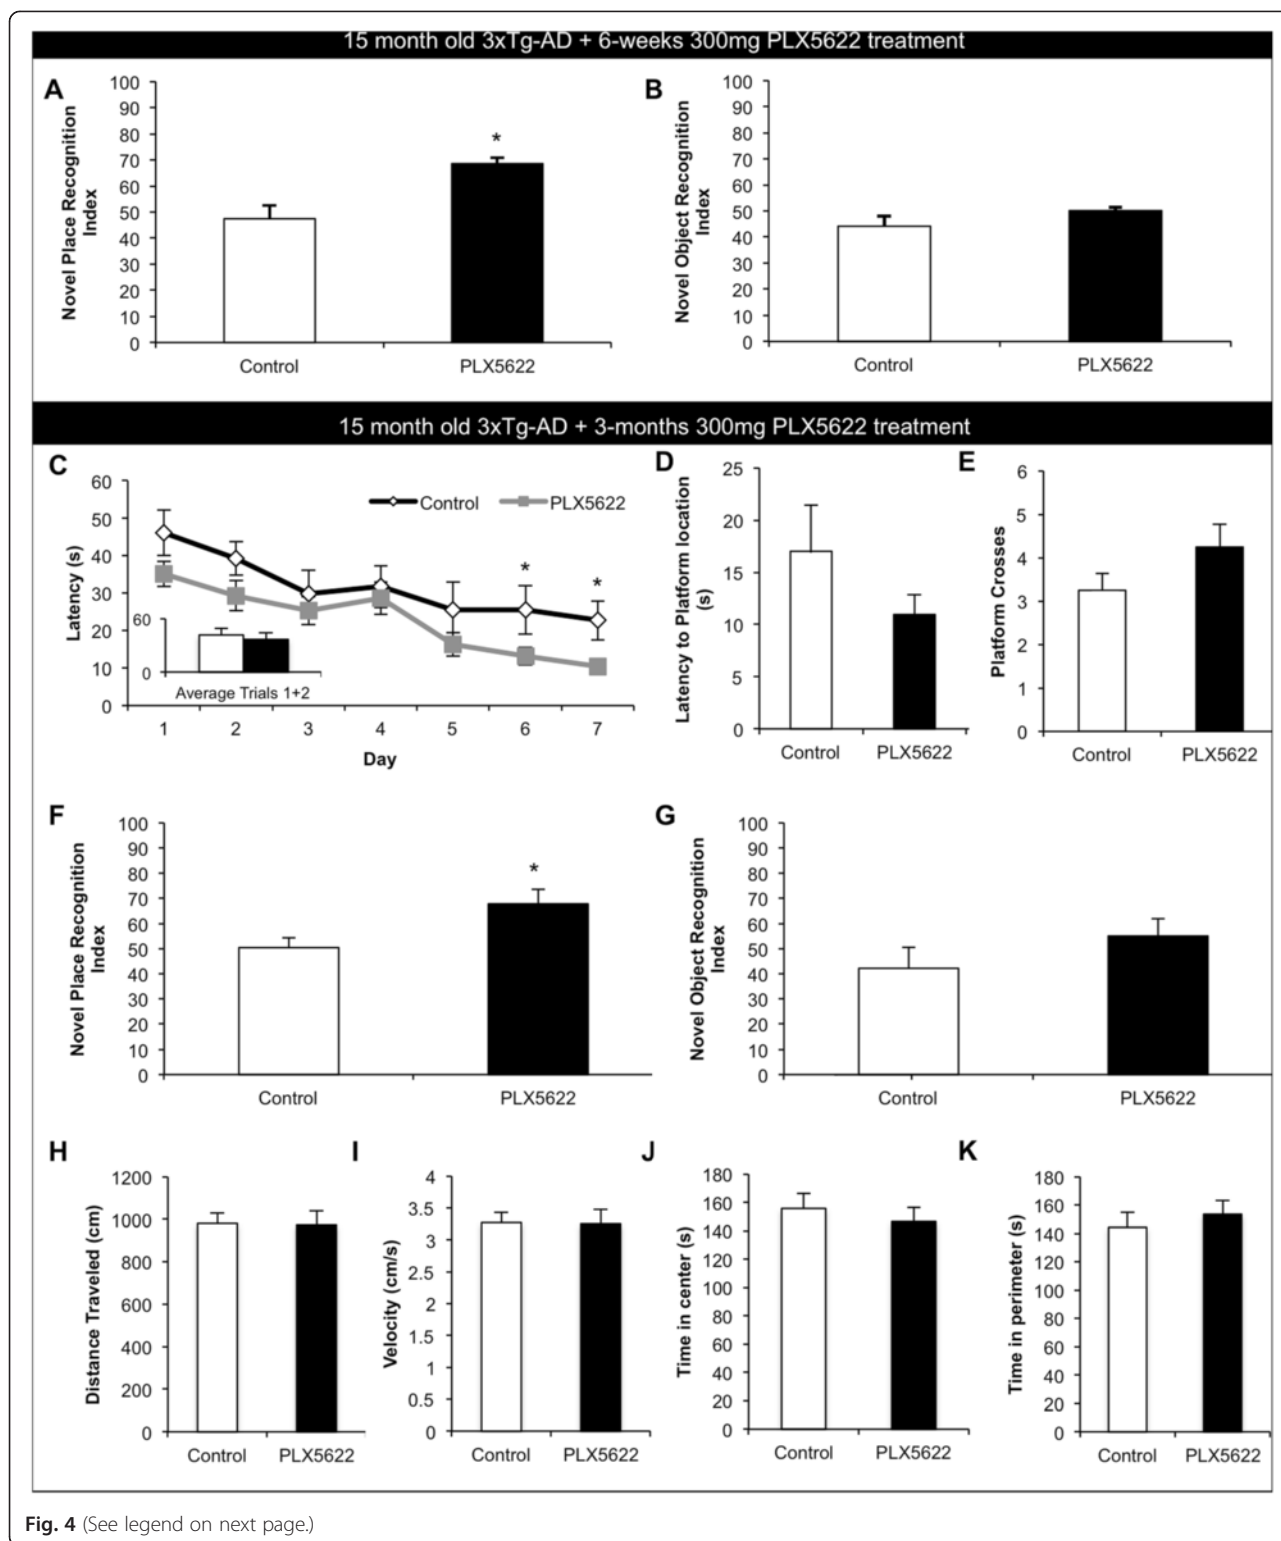 15 month old 3xTg-AD + 6-weeks 300mg PLX5622 treatment
A
Novel Place Recognition
Index
100
90
80
70
60
50
40
30
20
10
0
*
Control
PLX5622
B
Novel Object Recognition
Index
100
90
80
70
60
50
40
30
20
10
0
Control
PLX5622
15 month old 3xTg-AD + 3-months 300mg PLX5622 treatment
C
Latency (s)
60
50
40
30
20
10
0
Control
PLX5622
*
*
60
0
Average Trials 1+2
1
2
3
4
5
6
7
Day
D
Latency to Platform location
(s)
25
20
15
10
5
0
Control
PLX5622
E
Platform Crosses
6
5
4
3
2
1
0
Control
PLX5622
F
Novel Place Recognition
Index
100
90
80
70
60
50
40
30
20
10
0
*
Control
PLX5622
G
Novel Object Recognition
Index
100
90
80
70
60
50
40
30
20
10
0
Control
PLX5622
H
Distance Traveled (cm)
1200
1000
800
600
400
200
0
Control
PLX5622
I
Velocity (cm/s)
4
3.5
3
2.5
2
1.5
1
0.5
0
Control
PLX5622
J
Time in center (s)
180
160
140
120
100
80
60
40
20
0
Control
PLX5622
K
Time in perimeter (s)
180
160
140
120
100
80
60
40
20
0
Control
PLX5622
Fig. 4 (See legend on next page.)